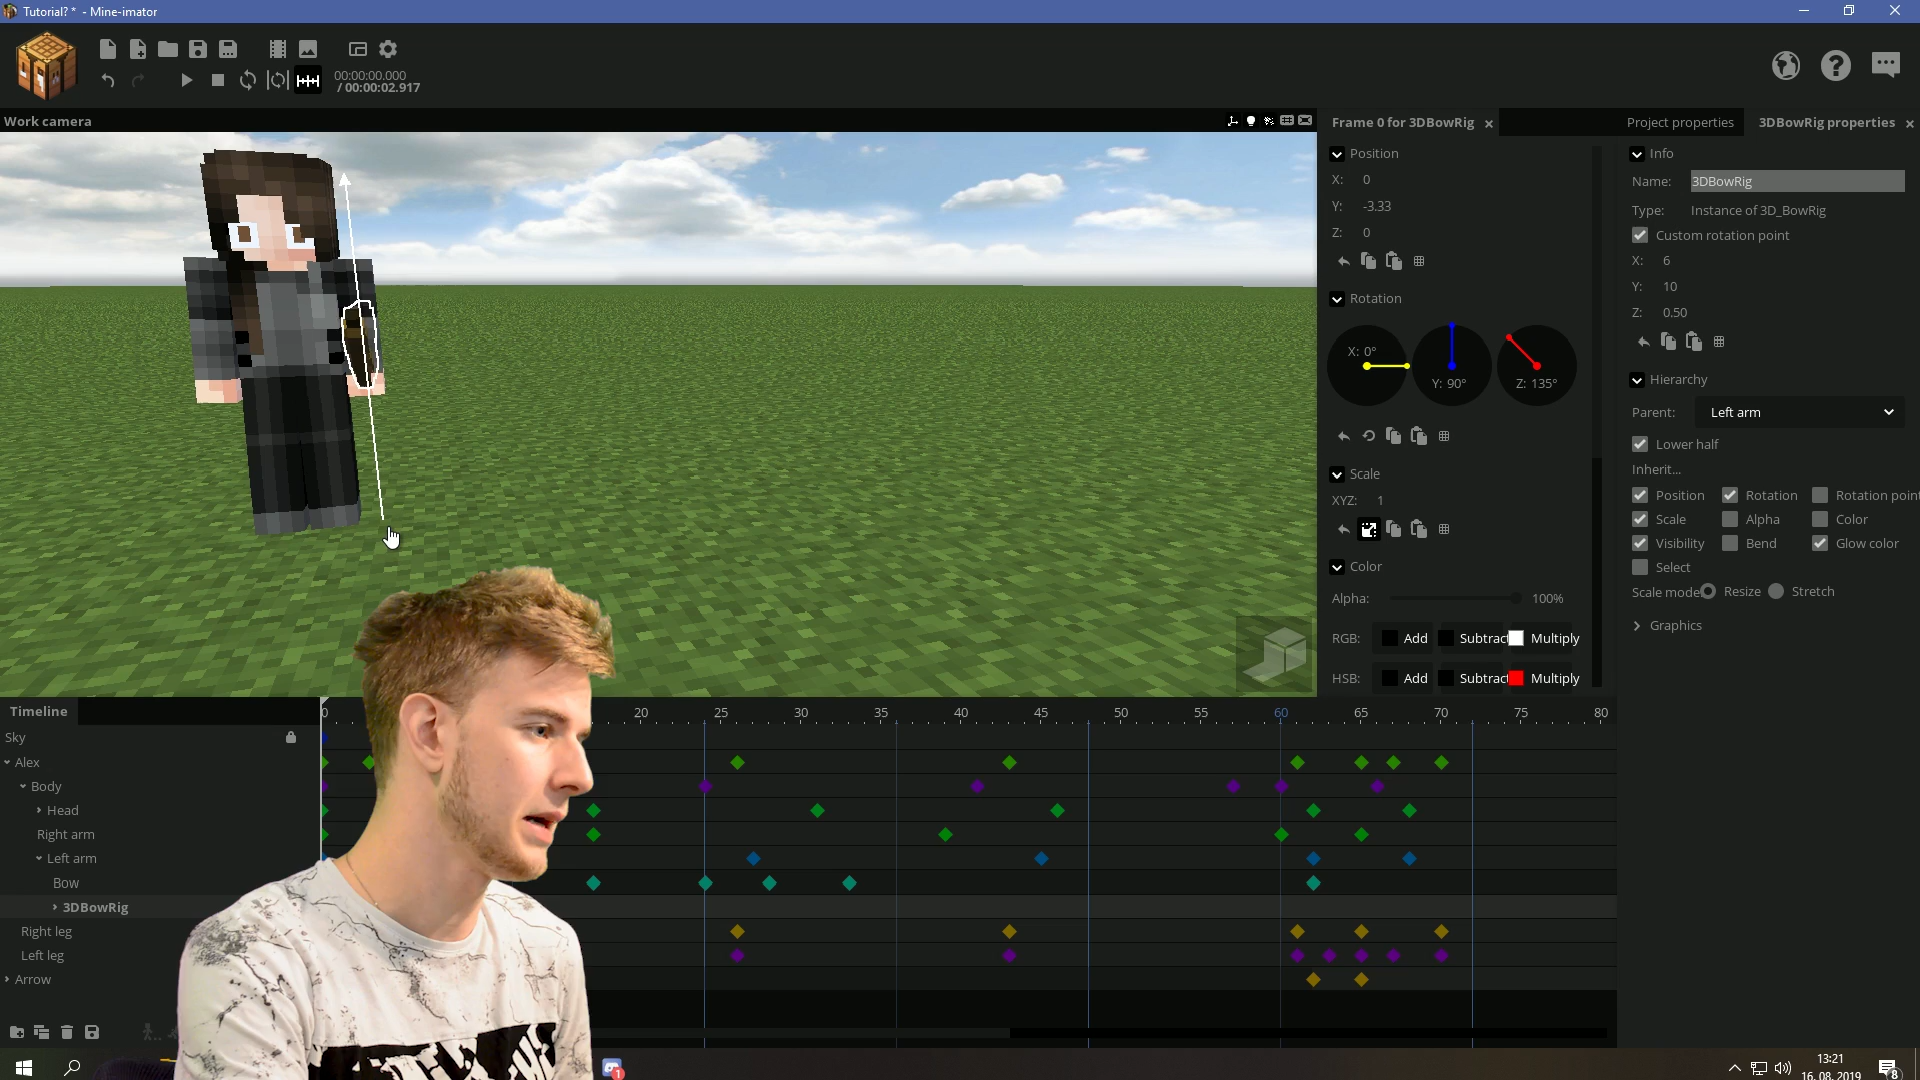 Tutorial? * - Mine-imator
00:00:00.000
/ 00:00:02.917
Work camera
Frame 0 for 3DBowRig
Position
X: 0
Y: -3.33
Z: 0
Rotation
X: 0°
Y: 90°
Z: 135°
Scale
XYZ: 1
Color
Alpha: 100%
RGB: Add Subtract Multiply
HSB: Add Subtract Multiply
Project properties
3DBowRig properties
Info
Name: 3DBowRig
Type: Instance of 3D_BowRig
Custom rotation point
X: 6
Y: 10
Z: 0.50
Hierarchy
Parent: Left arm
Lower half
Inherit...
Position Rotation Rotation point
Scale Alpha Color
Visibility Bend Glow color
Select
Scale mode Resize Stretch
Graphics
Timeline
0 20 25 30 35 40 45 50 55 60 65 70 75 80
Sky
Alex
Body
Head
Right arm
Left arm
Bow
3DBowRig
Right leg
Left leg
Arrow
1
13:21
16. 08. 2019
8